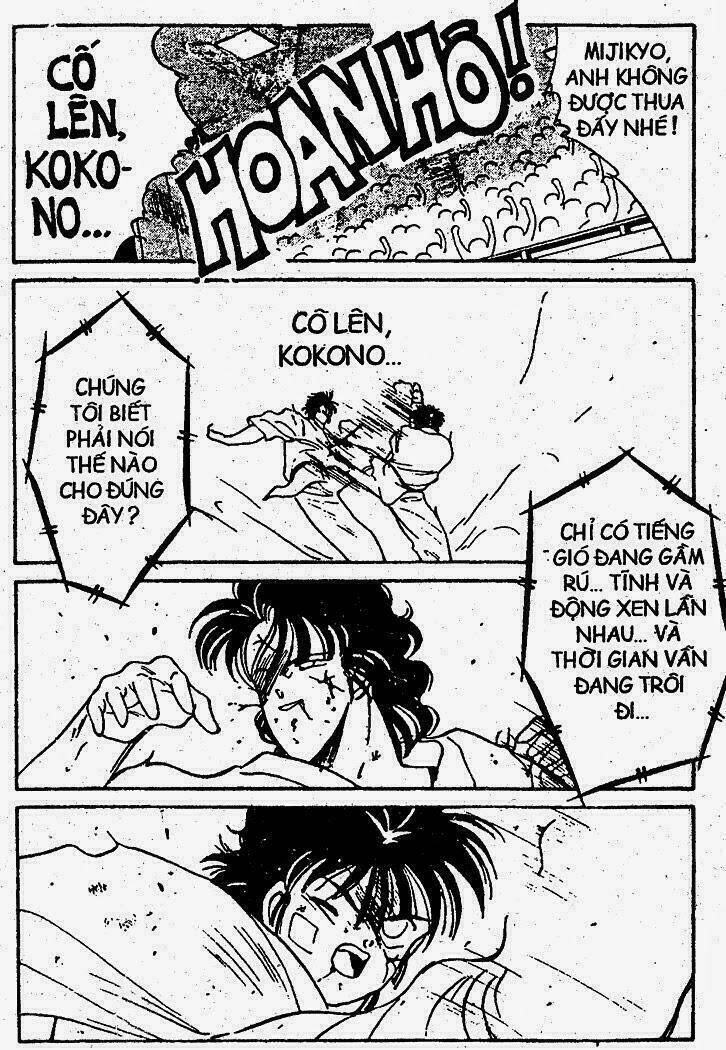 CỐ
LÊN,
KOKO-
NO...
HOAN HÔ!
MIJIKYO,
ANH KHÔNG
ĐƯỢC THUA
ĐẤY NHÉ!
CỐ LÊN,
KOKONO...
CHÚNG
TÔI BIẾT
PHẢI NÓI
THẾ NÀO
CHO ĐÚNG
ĐÂY?
CHỈ CÓ TIẾNG
GIÓ ĐANG GẦM
RÚ... TĨNH VÀ
ĐỘNG XEN LẪN
NHAU... VÀ
THỜI GIAN VẪN
ĐANG TRÔI
ĐI...